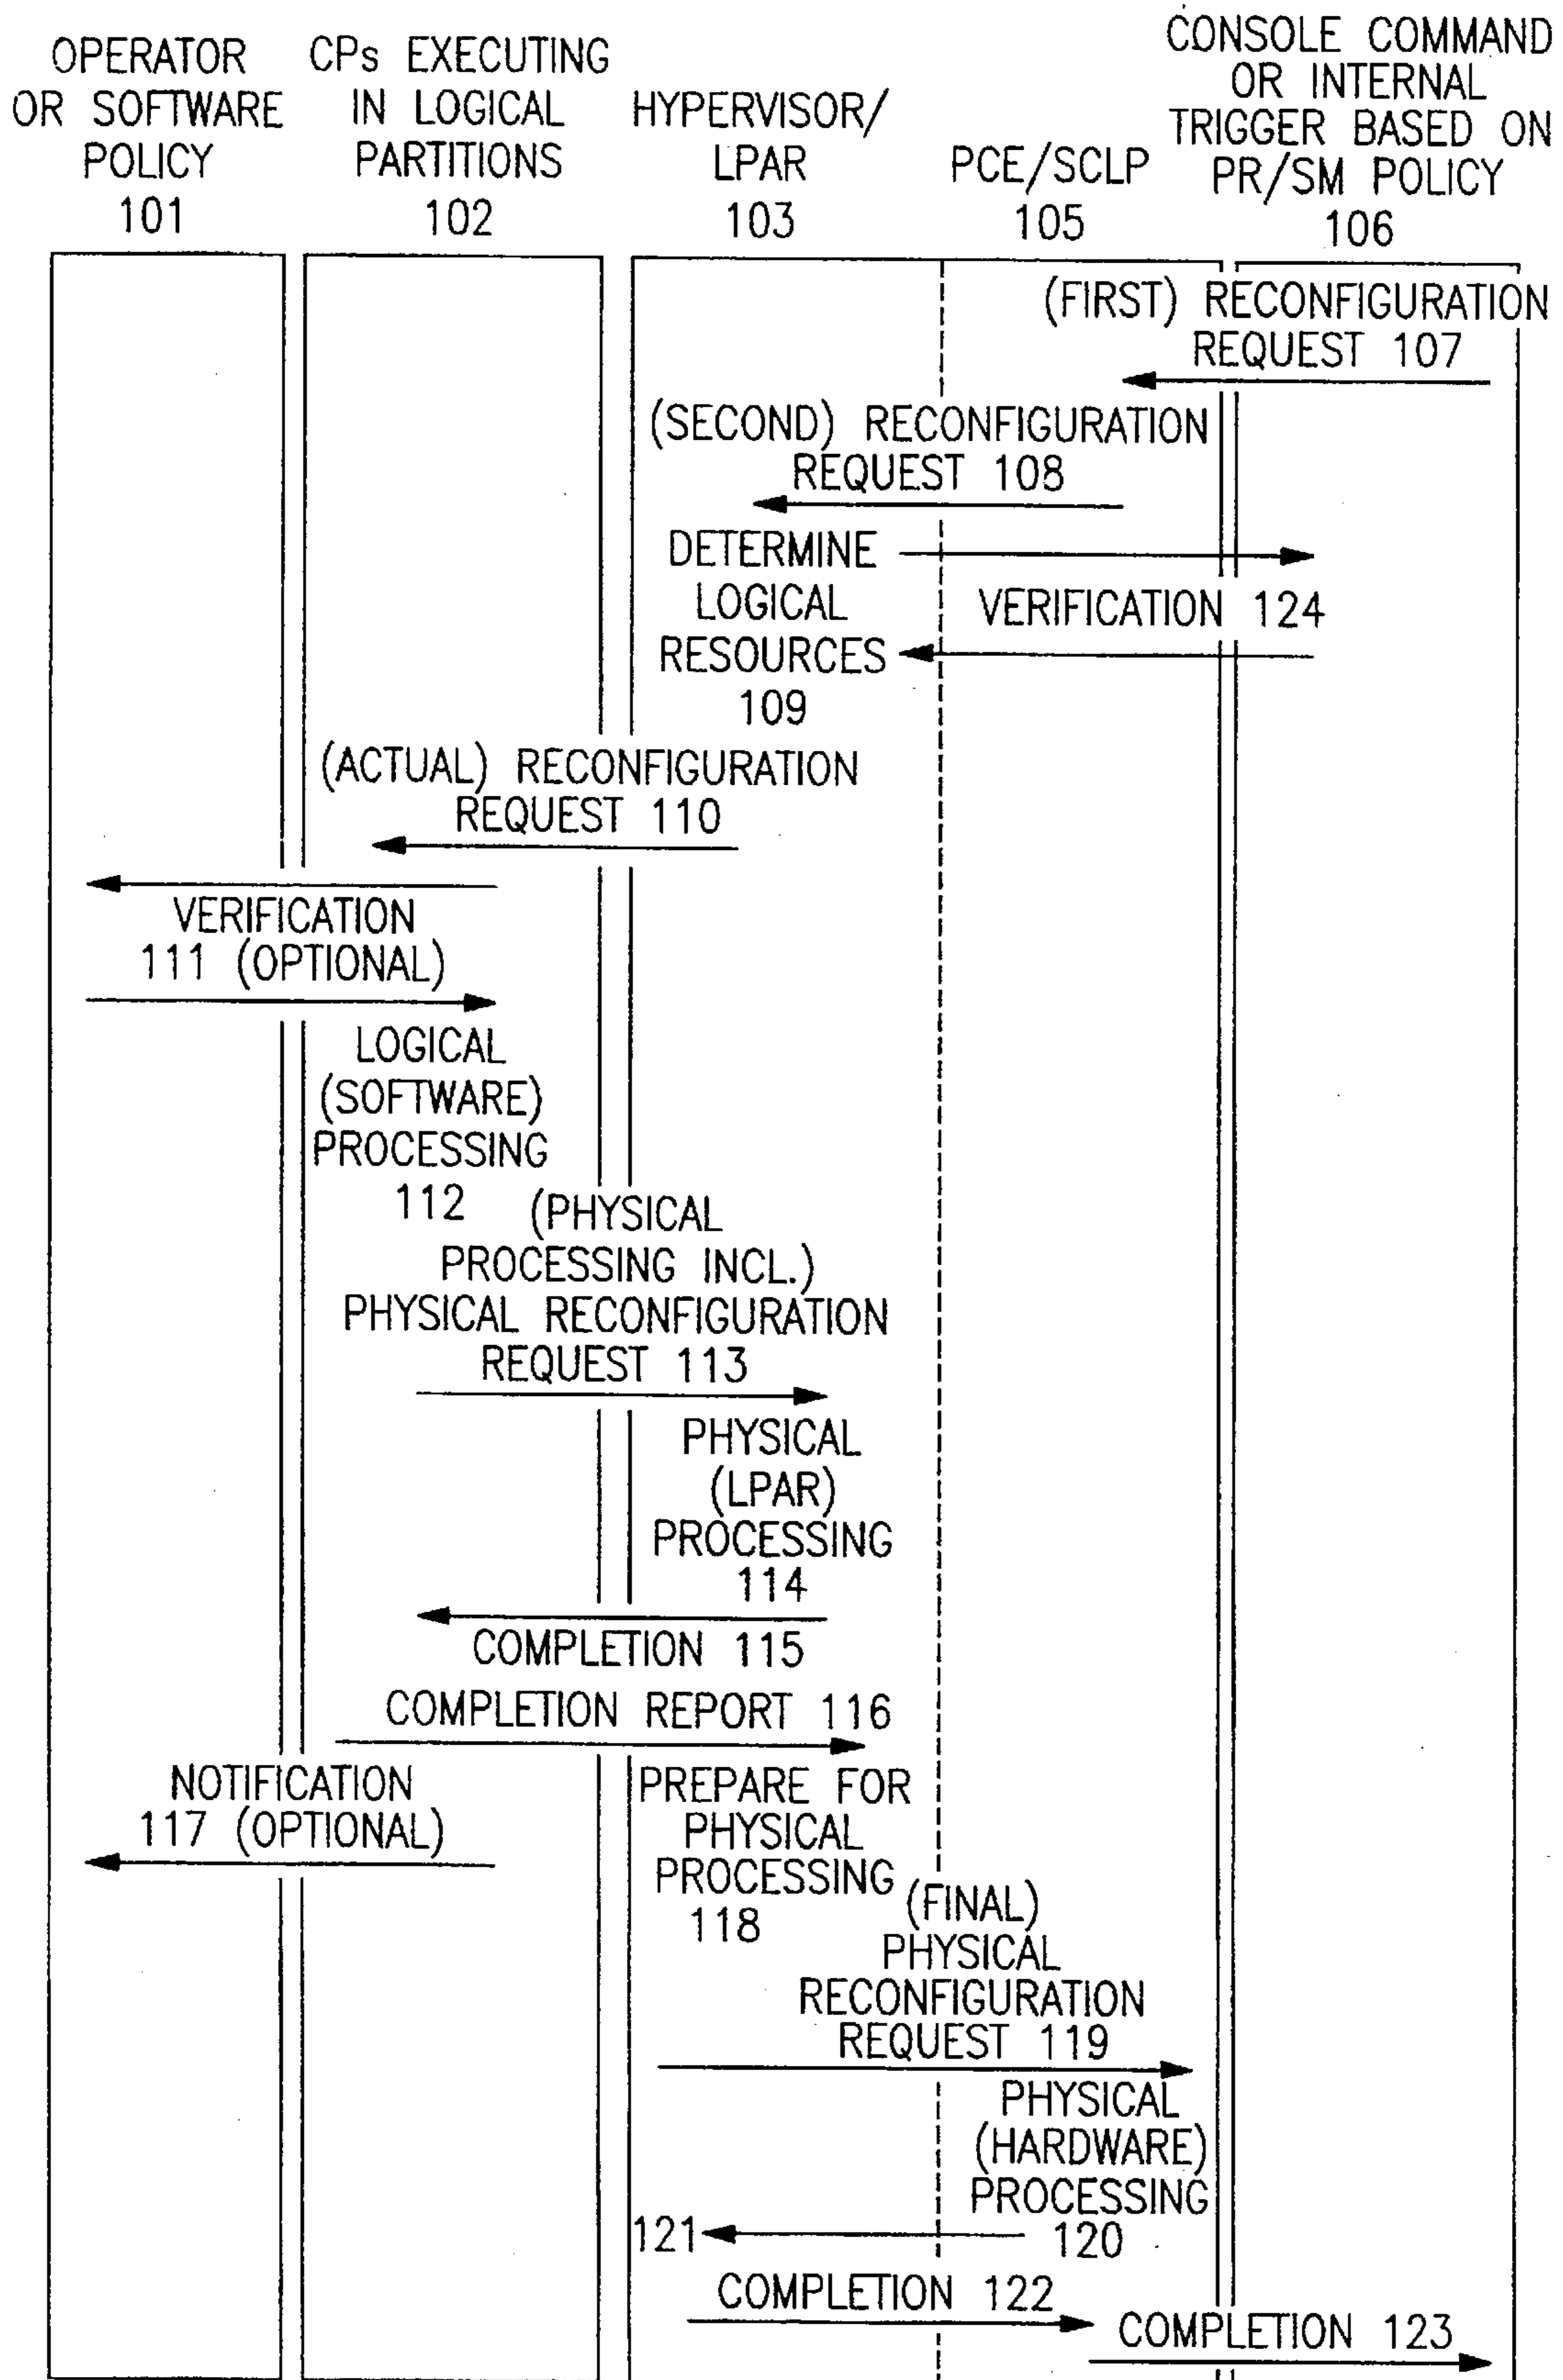 OPERATOR
OR SOFTWARE
POLICY
101
CPs EXECUTING
IN LOGICAL
PARTITIONS
102
HYPERVISOR/
LPAR
103
PCE/SCLP
105
CONSOLE COMMAND
OR INTERNAL
TRIGGER BASED ON
PR/SM POLICY
106
(FIRST) RECONFIGURATION
REQUEST 107
(SECOND) RECONFIGURATION
REQUEST 108
DETERMINE
LOGICAL
RESOURCES
109
VERIFICATION 124
(ACTUAL) RECONFIGURATION
REQUEST 110
VERIFICATION
111 (OPTIONAL)
LOGICAL
(SOFTWARE)
PROCESSING
112
(PHYSICAL
PROCESSING INCL.)
PHYSICAL RECONFIGURATION
REQUEST 113
PHYSICAL
(LPAR)
PROCESSING
114
COMPLETION 115
COMPLETION REPORT 116
NOTIFICATION
117 (OPTIONAL)
PREPARE FOR
PHYSICAL
PROCESSING
118
(FINAL)
PHYSICAL
RECONFIGURATION
REQUEST 119
PHYSICAL
(HARDWARE)
PROCESSING
120
121
COMPLETION 122
COMPLETION 123